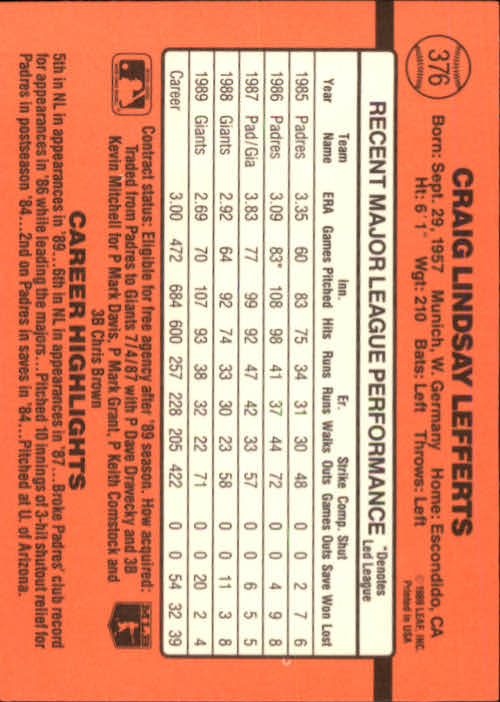 376
CRAIG LINDSAY LEFFERTS
Born: Sept. 29, 1957 Munich, W. Germany Home: Escondido, CA
Ht: 6' 1" Wgt: 210 Bats: Left Throws: Left
© 1989 LEAF, INC.
Printed in USA
RECENT MAJOR LEAGUE PERFORMANCE *Denotes Led League
Year Team Name ERA Games Inn. Pitched Hits Runs Er. Runs Walks Strike Outs Comp. Games Shut Outs Save Won Lost
1985 Padres 3.35 60 83 75 34 31 30 48 0 0 2 7 6
1986 Padres 3.09 83* 108 98 41 37 44 72 0 0 4 9 8
1987 Pad/Gia 3.83 77 99 92 47 42 33 57 0 0 6 5 5
1988 Giants 2.92 64 92 74 33 30 23 58 0 0 11 3 8
1989 Giants 2.69 70 107 93 38 32 22 71 0 0 20 2 4
Career 3.00 472 684 600 257 228 205 422 0 0 54 32 39
Contract status: Eligible for free agency after '89 season. How acquired:
Traded from Padres to Giants 7/4/87 with P Dave Dravecky and 3B
Kevin Mitchell for P Mark Davis, P Mark Grant, P Keith Comstock and
3B Chris Brown
MLB
CAREER HIGHLIGHTS
5th in NL in appearances in '89...6th in NL in appearances in '87...Broke Padres' club record
for appearances in '86 while leading the majors...Pitched 10 innings of 3-hit shutout relief for
Padres in postseason '84...2nd on Padres in saves in '84...Pitched at U. of Arizona.